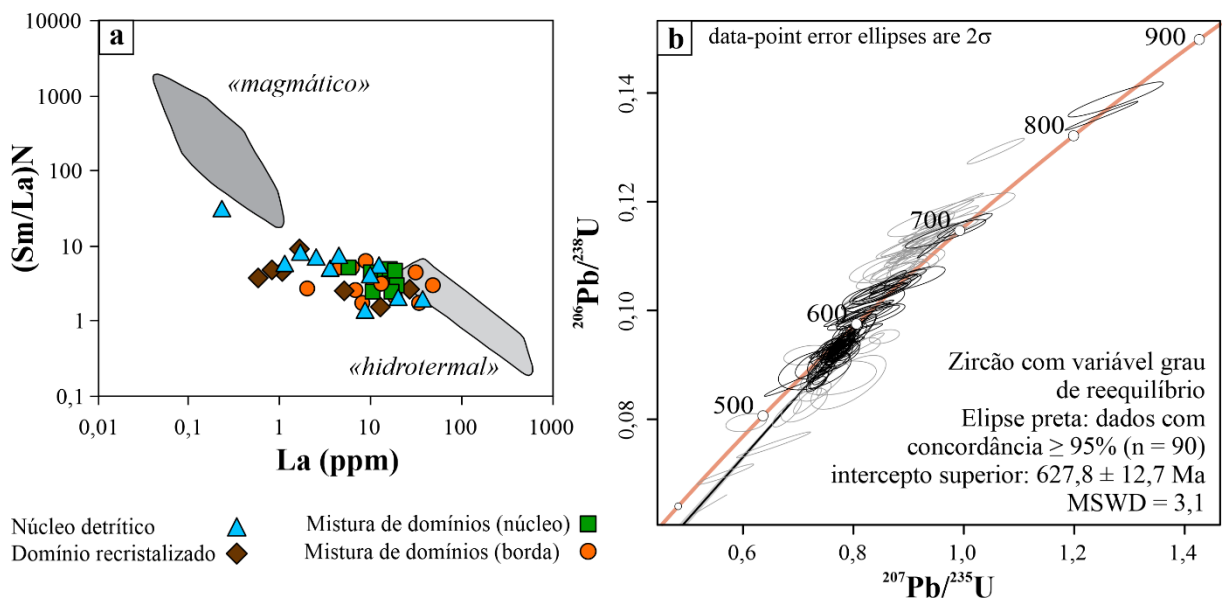 a
10000
1000
100
10
1
0,1
(Sm/La)N
«magmático»
«hidrotermal»
0,01
0,1
1
10
100
1000
La (ppm)
Núcleo detrítico
Domínio recristalizado
Mistura de domínios (núcleo)
Mistura de domínios (borda)
b
data-point error ellipses are 2σ
900
800
700
600
500
0,14
0,12
0,10
0,08
²⁰⁶Pb/²³⁸U
Zircão com variável grau
de reequilíbrio
Elipse preta: dados com
concordância ≥ 95% (n = 90)
intercepto superior: 627,8 ± 12,7 Ma
MSWD = 3,1
0,6
0,8
1,0
1,2
1,4
²⁰⁷Pb/²³⁵U